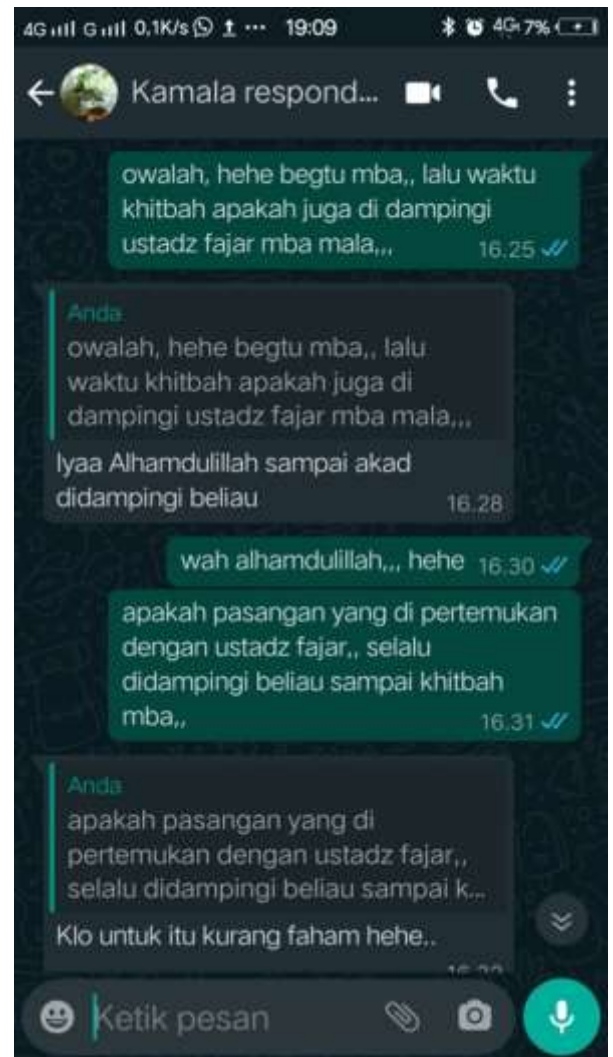 4G G 0,1K/s ··· 19:09 4G 7%
Kamala respond...
owalah, hehe begtu mba,, lalu waktu
khitbah apakah juga di dampingi
ustadz fajar mba mala,,, 16.25
Anda
owalah, hehe begtu mba,, lalu
waktu khitbah apakah juga di
dampingi ustadz fajar mba mala,,,
Iyaa Alhamdulillah sampai akad
didampingi beliau 16.28
wah alhamdulillah,,, hehe 16.30
apakah pasangan yang di pertemukan
dengan ustadz fajar,, selalu
didampingi beliau sampai khitbah
mba,, 16.31
Anda
apakah pasangan yang di
pertemukan dengan ustadz fajar,,
selalu didampingi beliau sampai k...
Klo untuk itu kurang faham hehe..
Ketik pesan